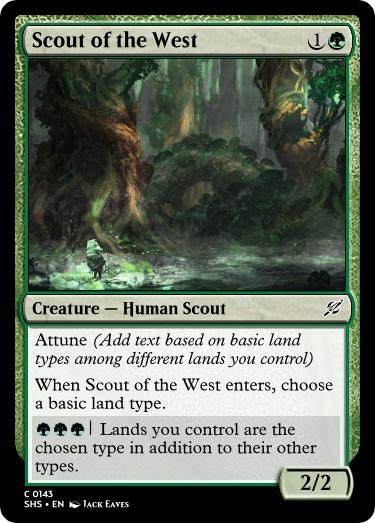 Scout of the West 1
Creature — Human Scout
Attune (Add text based on basic land
types among different lands you control)
When Scout of the West enters, choose
a basic land type.
| Lands you control are the
chosen type in addition to their other
types.
2/2
C 0143
SHS • EN Jack Eaves